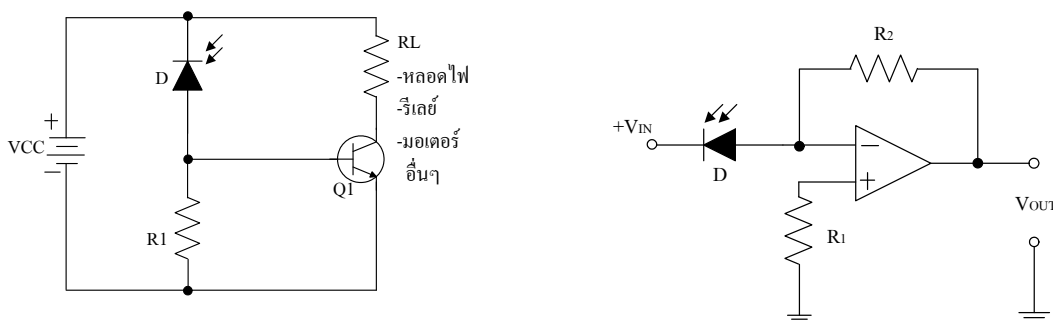 RL
-หลอดไฟ
-รีเลย์
-มอเตอร์
อื่นๆ
D
+
VCC
-
Q1
R1
R2
+VIN
D
−
+
R1
VOUT